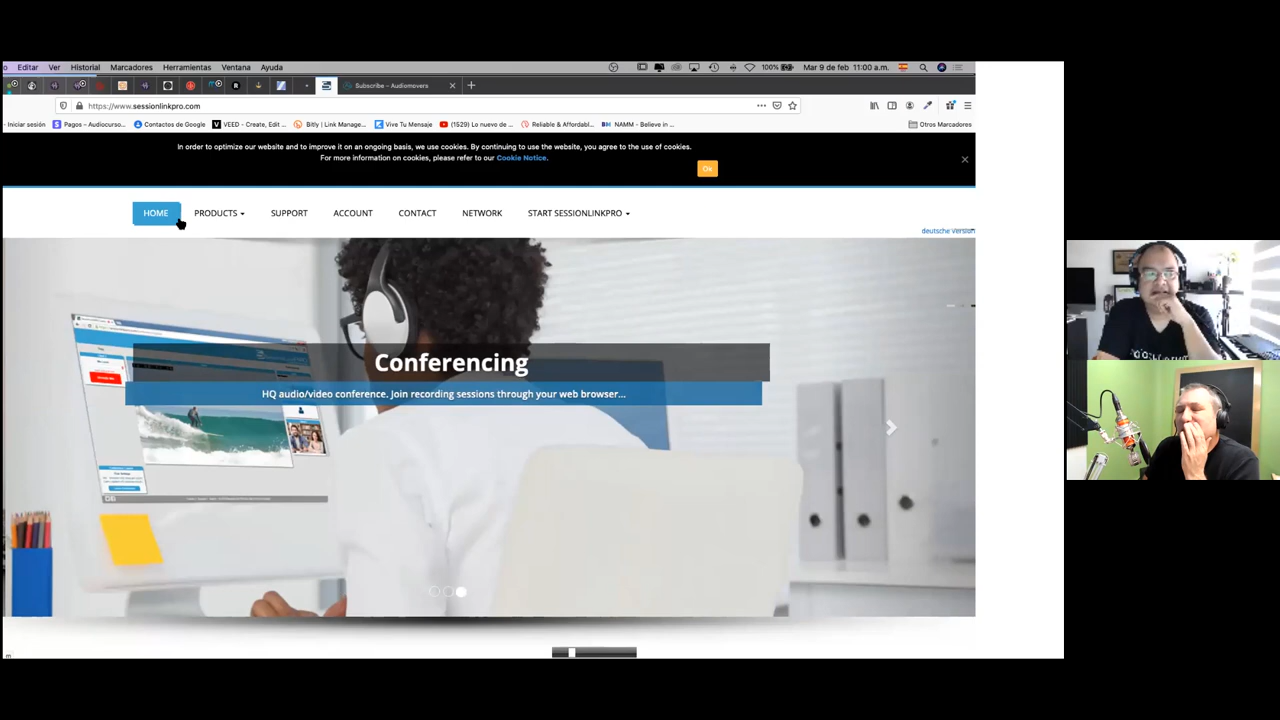 Editar Ver Historial Marcadores Herramientas Ventana Ayuda
100% Mar 9 de feb 11:00 a.m.
Subscribe - Audiomovers
https://www.sessionlinkpro.com
Iniciar sesión Pagos – Audiocurso... Contactos de Google VEED - Create, Edit ... Bitly | Link Manage... Vive Tu Mensaje (1529) Lo nuevo de ... Reliable & Affordabl... NAMM - Believe in ... Otros Marcadores
In order to optimize our website and to improve it on an ongoing basis, we use cookies. By continuing to use the website, you agree to the use of cookies.
For more information on cookies, please refer to our Cookie Notice.
Ok
HOME PRODUCTS SUPPORT ACCOUNT CONTACT NETWORK START SESSIONLINKPRO
deutsche Version
Conferencing
HQ audio/video conference. Join recording sessions through your web browser...